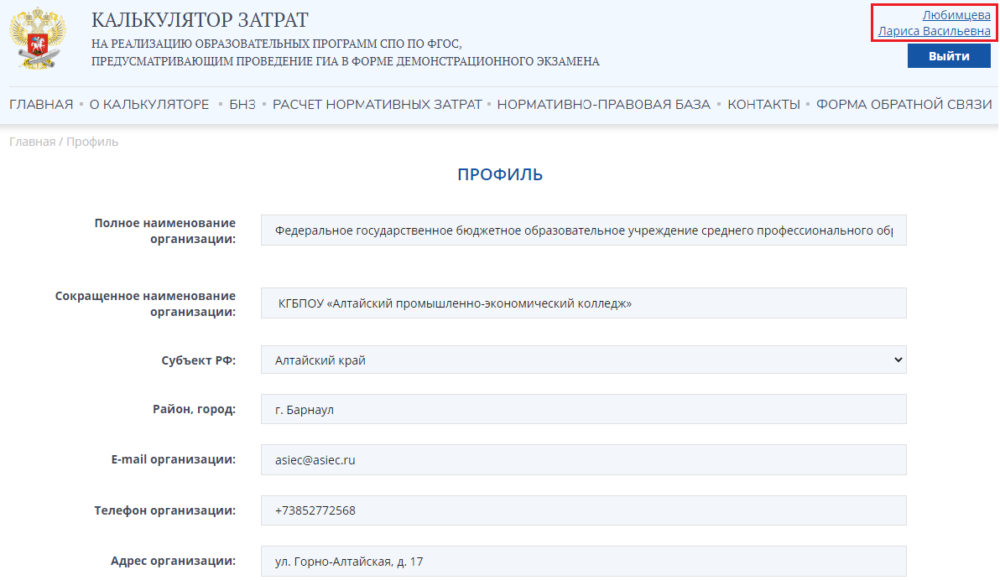 КАЛЬКУЛЯТОР ЗАТРАТ
НА РЕАЛИЗАЦИЮ ОБРАЗОВАТЕЛЬНЫХ ПРОГРАММ СПО ПО ФГОС,
ПРЕДУСМАТРИВАЮЩИМ ПРОВЕДЕНИЕ ГИА В ФОРМЕ ДЕМОНСТРАЦИОННОГО ЭКЗАМЕНА
Любимцева
Лариса Васильевна
Выйти
ГЛАВНАЯ ▪ О КАЛЬКУЛЯТОРЕ ▪ БНЗ ▪ РАСЧЕТ НОРМАТИВНЫХ ЗАТРАТ ▪ НОРМАТИВНО-ПРАВОВАЯ БАЗА ▪ КОНТАКТЫ ▪ ФОРМА ОБРАТНОЙ СВЯЗИ
Главная / Профиль
ПРОФИЛЬ
Полное наименование
организации:
Федеральное государственное бюджетное образовательное учреждение среднего профессионального обр
Сокращенное наименование
организации:
КГБПОУ «Алтайский промышленно-экономический колледж»
Субъект РФ:
Алтайский край
Район, город:
г. Барнаул
E-mail организации:
asiec@asiec.ru
Телефон организации:
+73852772568
Адрес организации:
ул. Горно-Алтайская, д. 17